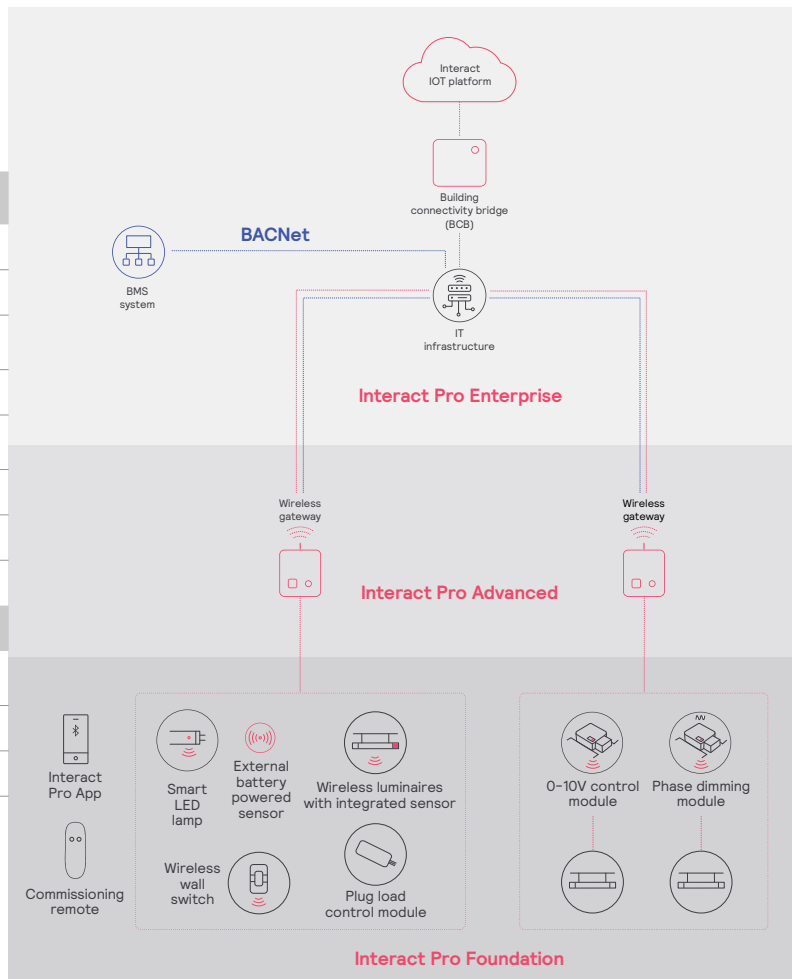 Interact
IOT platform
Building
connectivity bridge
(BCB)
BACNet
BMS
system
IT
infrastructure
Interact Pro Enterprise
Wireless
gateway
Wireless
gateway
Interact Pro Advanced
Interact
Pro App
Smart
LED
lamp
External
battery
powered
sensor
Wireless luminaires
with integrated sensor
0-10V control
module
Phase dimming
module
Commissioning
remote
Wireless
wall
switch
Plug load
control module
Interact Pro Foundation